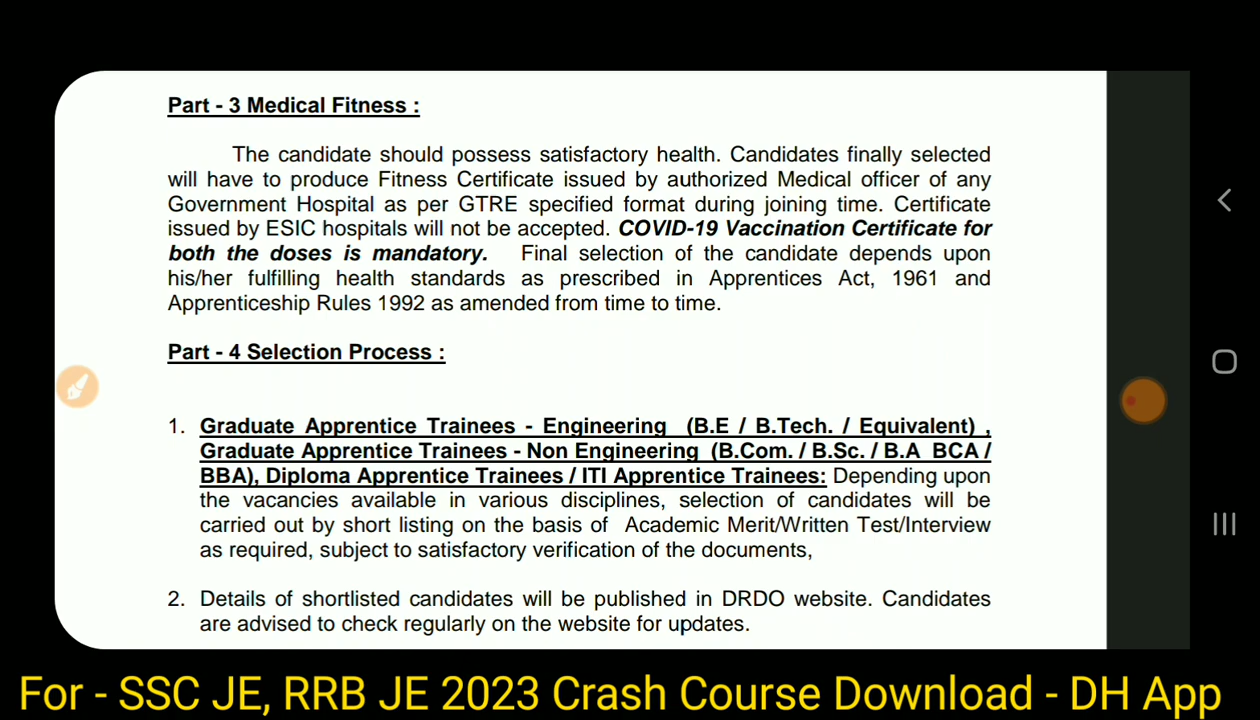 Part - 3 Medical Fitness :
The candidate should possess satisfactory health. Candidates finally selected
will have to produce Fitness Certificate issued by authorized Medical officer of any
Government Hospital as per GTRE specified format during joining time. Certificate
issued by ESIC hospitals will not be accepted. COVID-19 Vaccination Certificate for
both the doses is mandatory. Final selection of the candidate depends upon
his/her fulfilling health standards as prescribed in Apprentices Act, 1961 and
Apprenticeship Rules 1992 as amended from time to time.
Part - 4 Selection Process :
1. Graduate Apprentice Trainees - Engineering (B.E / B.Tech. / Equivalent) ,
Graduate Apprentice Trainees - Non Engineering (B.Com. / B.Sc. / B.A BCA /
BBA), Diploma Apprentice Trainees / ITI Apprentice Trainees: Depending upon
the vacancies available in various disciplines, selection of candidates will be
carried out by short listing on the basis of Academic Merit/Written Test/Interview
as required, subject to satisfactory verification of the documents,
2. Details of shortlisted candidates will be published in DRDO website. Candidates
are advised to check regularly on the website for updates.
For - SSC JE, RRB JE 2023 Crash Course Download - DH App